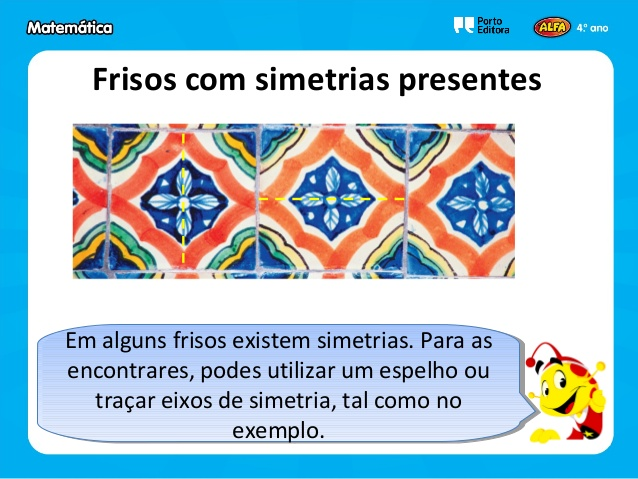 Matemática
Porto
Editora
ALFA 4.º ano
Frisos com simetrias presentes
Em alguns frisos existem simetrias. Para as
encontrares, podes utilizar um espelho ou
traçar eixos de simetria, tal como no
exemplo.